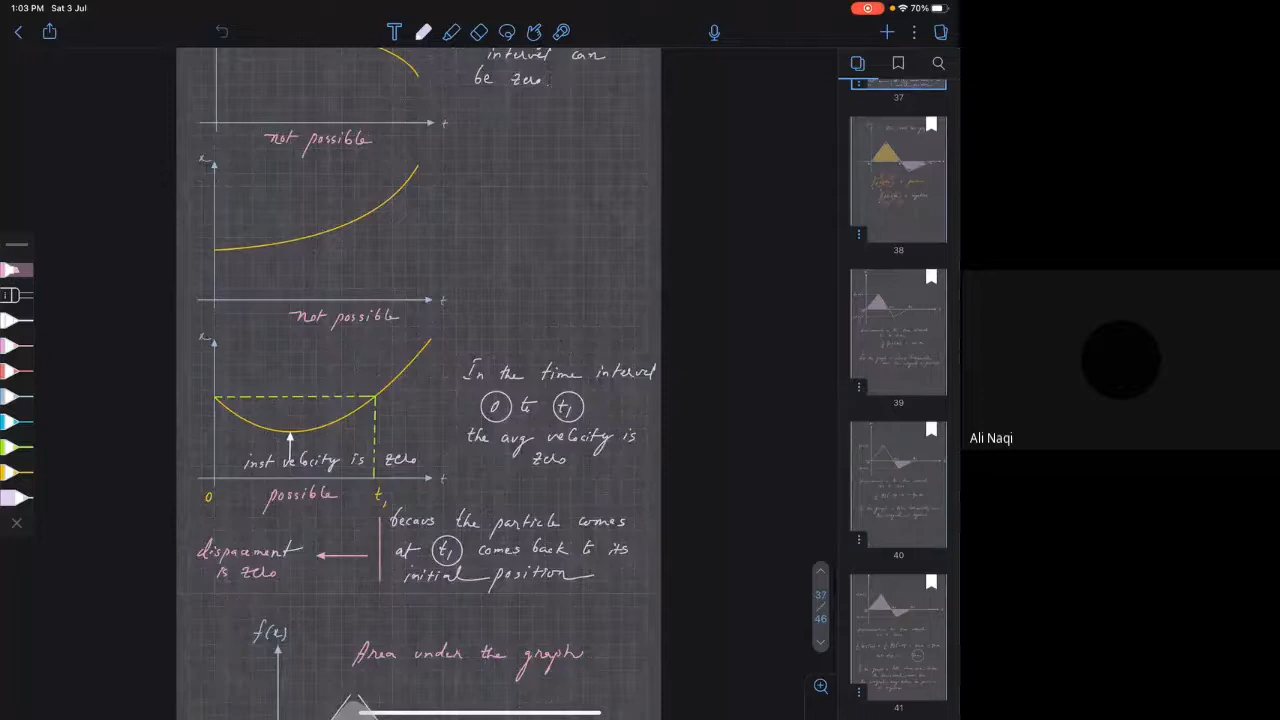 1:03 PM Sat 3 Jul
70%
T
interval can
be zero!
t
not possible
x
t
not possible
x
In the time interval
0 to t1
the avg velocity is
zero
inst velocity is zero
t
0
possible
t1
becaus the particle comes
at t1 comes back to its
initial position
dispacement
is zero
f(x)
Area under the graph
37
38
39
40
41
37
46
Ali Naqi